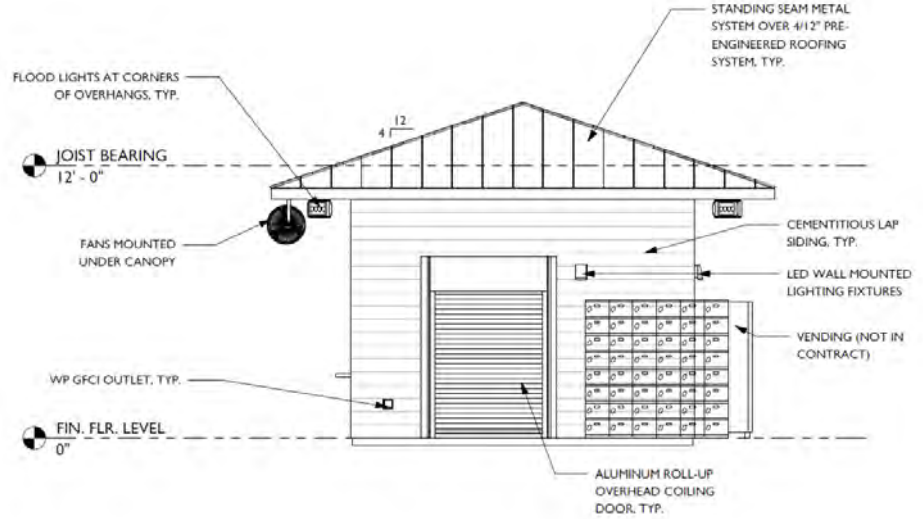 STANDING SEAM METAL
SYSTEM OVER 4/12" PRE-
ENGINEERED ROOFING
SYSTEM, TYP.
FLOOD LIGHTS AT CORNERS
OF OVERHANGS, TYP.
12
4
JOIST BEARING
12' - 0"
FANS MOUNTED
UNDER CANOPY
CEMENTITIOUS LAP
SIDING, TYP.
LED WALL MOUNTED
LIGHTING FIXTURES
VENDING (NOT IN
CONTRACT)
WP GFCI OUTLET, TYP.
FIN. FLR. LEVEL
0"
ALUMINUM ROLL-UP
OVERHEAD COILING
DOOR, TYP.